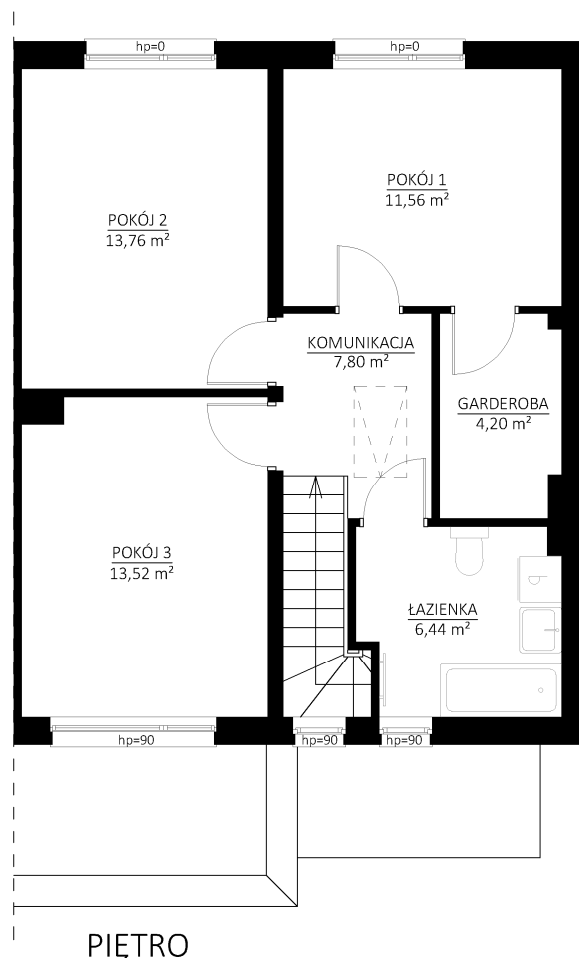 hp=0
hp=0
POKÓJ 1
11,56 m²
POKÓJ 2
13,76 m²
KOMUNIKACJA
7,80 m²
GARDEROBA
4,20 m²
POKÓJ 3
13,52 m²
ŁAZIENKA
6,44 m²
hp=90
hp=90
hp=90
PIĘTRO